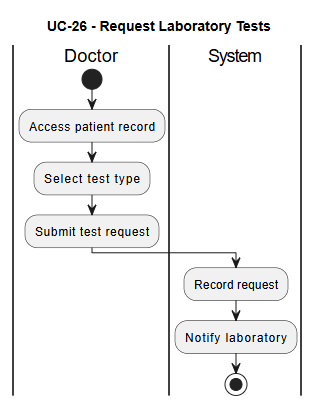 UC-26 - Request Laboratory Tests
Doctor
System
Access patient record
Select test type
Submit test request
Record request
Notify laboratory